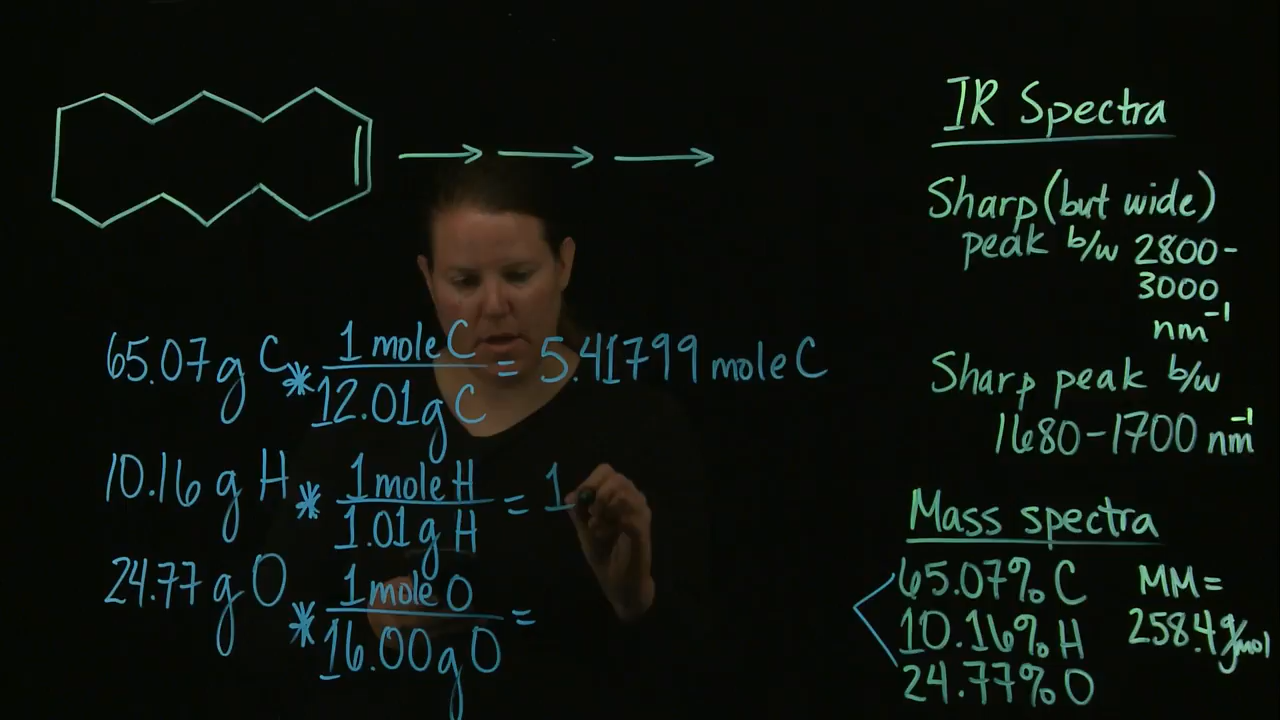 65.07 g C * 1 mole C / 12.01 g C = 5.41799 mole C
10.16 g H * 1 mole H / 1.01 g H = 1
24.77 g O * 1 mole O / 16.00 g O =
IR Spectra
Sharp (but wide)
peak b/w 2800-
3000
nm⁻¹
Sharp peak b/w
1680-1700 nm⁻¹
Mass spectra
65.07% C
10.16% H
24.77% O
MM=
258.4 g/mol